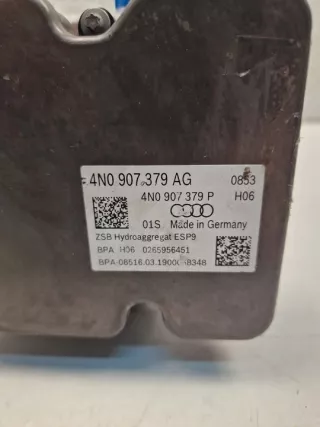 4N0 907 379 AG 0853
4N0 907 379 P H06
01S Made in Germany
ZSB Hydroaggregat ESP9
BPA H06 0265956451